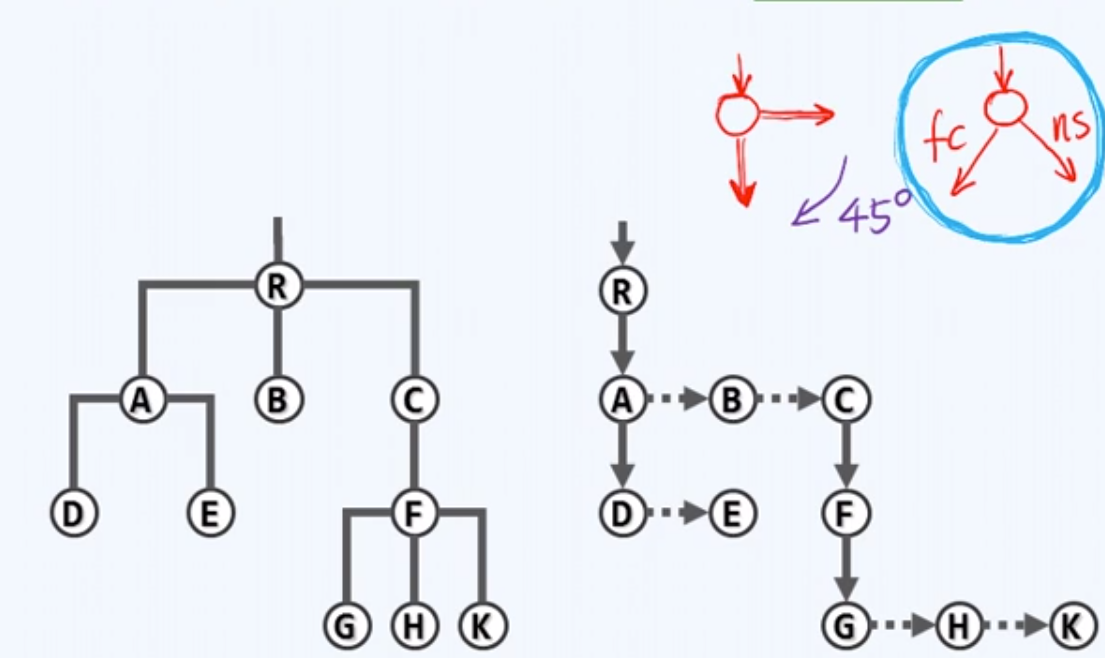 fc ns
45°
R R
A B C A B C
D E F D E F
G H K G H K